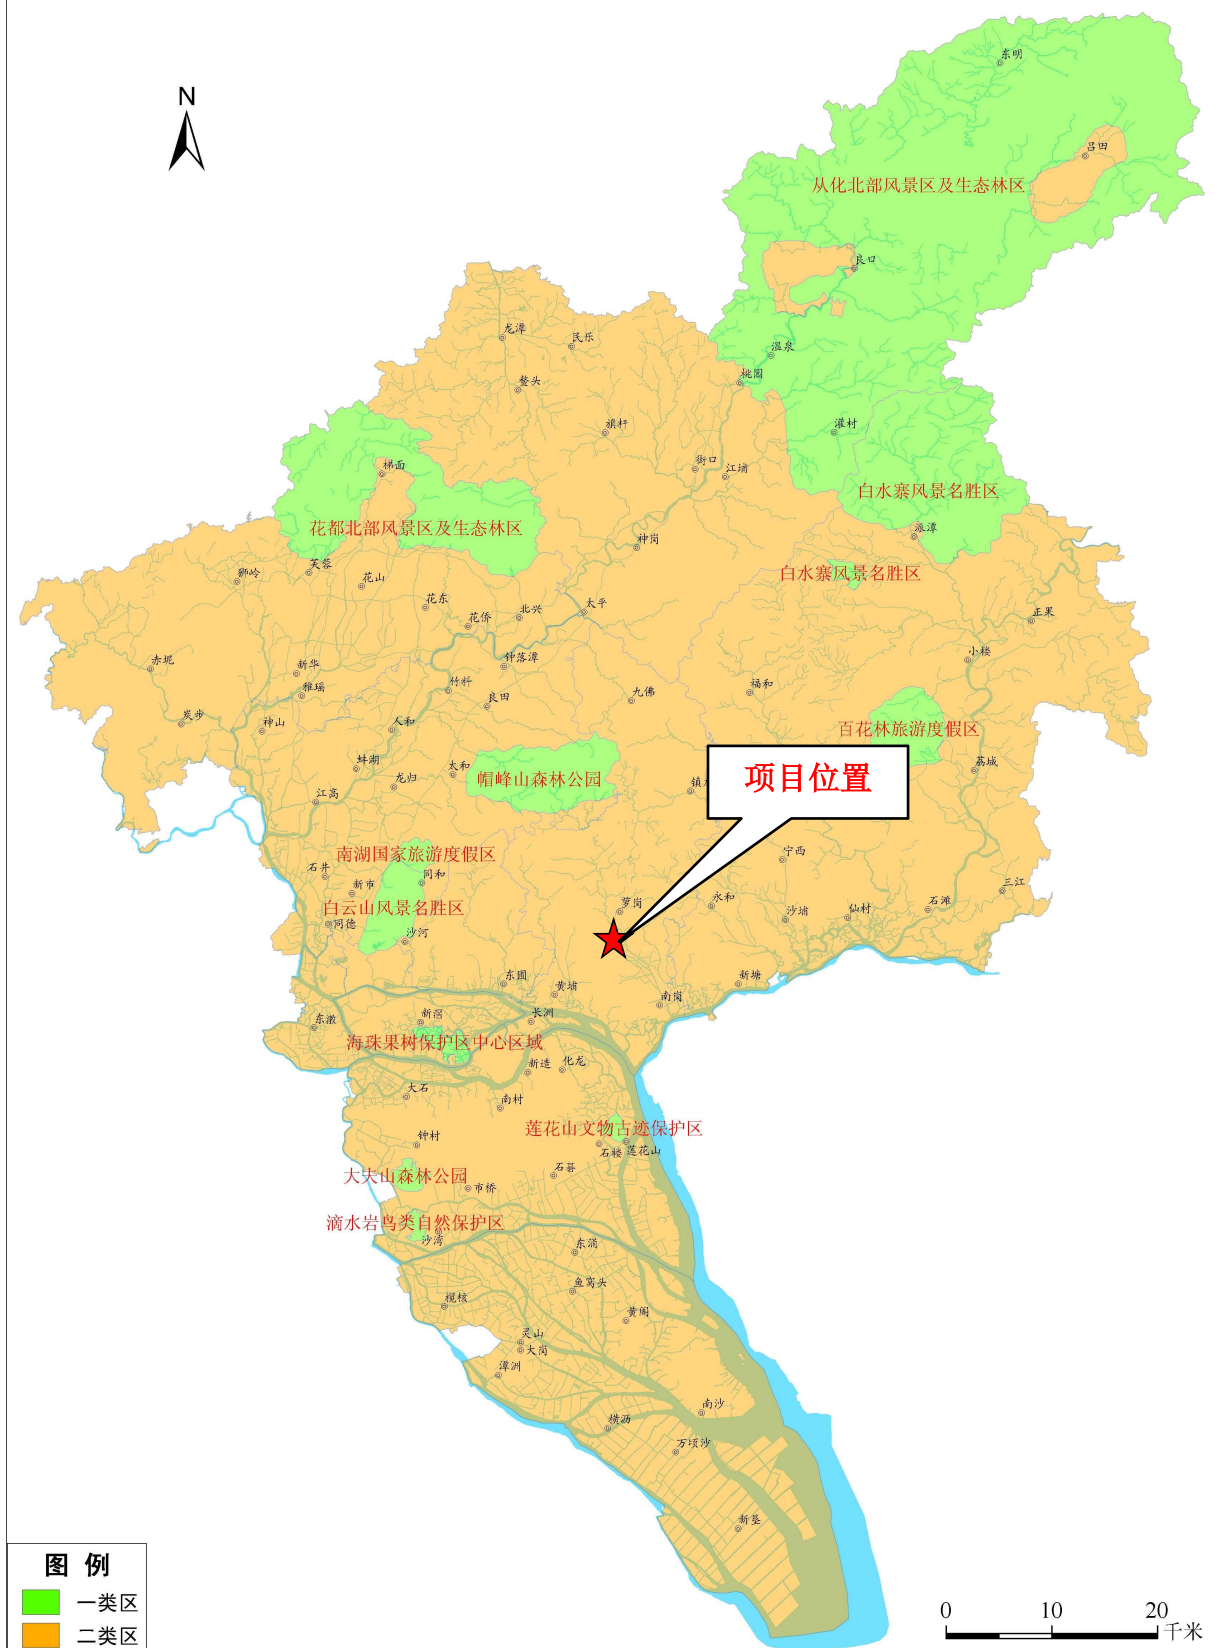 N
东明
吕田
从化北部风景区及生态林区
良口
龙潭
民乐
温泉
桃园
鳌头
旗杆
灌村
街口
江埔
梯面
白水寨风景名胜区
花都北部风景区及生态林区
派潭
神岗
芙蓉
狮岭
花山
白水寨风景名胜区
花东
北兴
太平
花侨
正果
钟落潭
小楼
赤坭
新华
雅瑶
竹料
良田
九佛
福和
炭步
神山
人和
百花林旅游度假区
蚌湖
太和
龙归
帽峰山森林公园
荔城
项目位置
江高
南湖国家旅游度假区
宁西
石井
同和
新市
三江
白云山风景名胜区
萝岗
永和
沙埔
仙村
石滩
同德
沙河
东圃
黄埔
新塘
南岗
东漖
新滘
长洲
海珠果树保护区中心区域
新造
化龙
大石
南村
莲花山文物古迹保护区
钟村
石楼
莲花山
大夫山森林公园
石碁
市桥
滴水岩鸟类自然保护区
沙湾
东涌
鱼窝头
榄核
黄阁
灵山
大岗
潭洲
南沙
横沥
万顷沙
新垦
图 例
一类区
二类区
0 10 20
千米